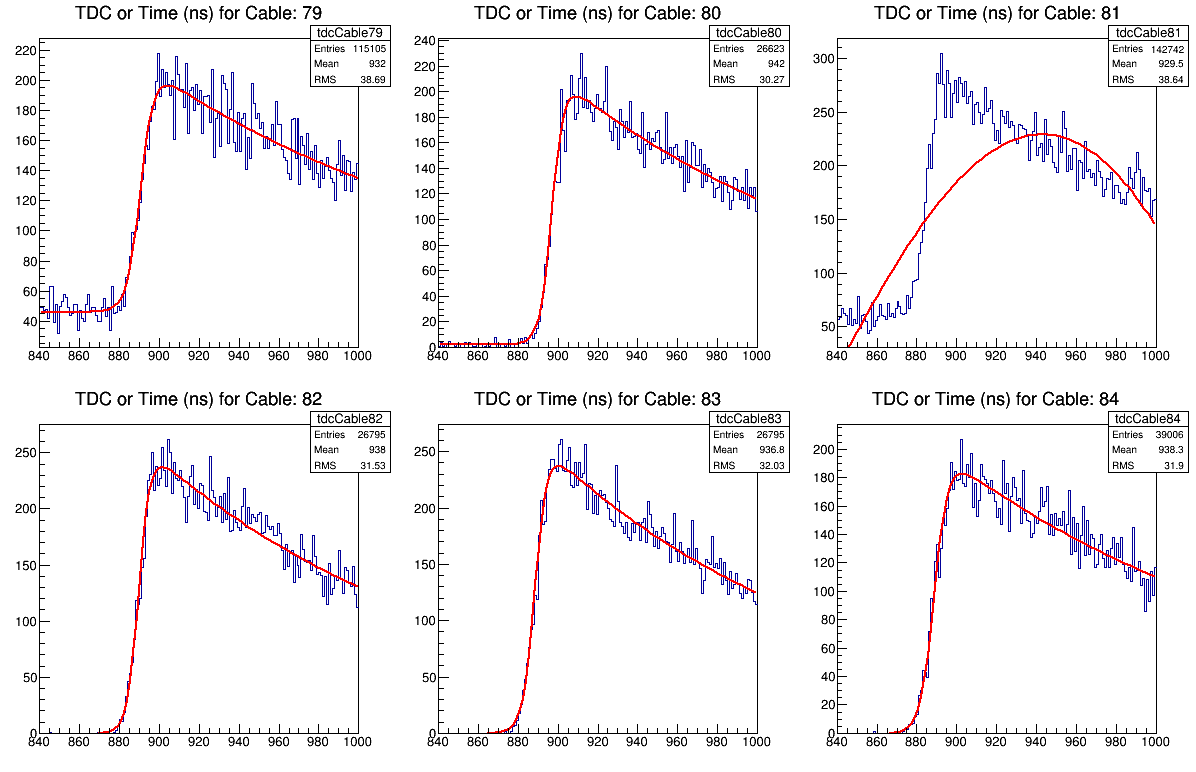 TDC or Time (ns) for Cable: 79
tdcCable79
Entries 115105
Mean 932
RMS 38.69
220
200
180
160
140
120
100
80
60
40
840 860 880 900 920 940 960 980 1000
TDC or Time (ns) for Cable: 80
tdcCable80
Entries 26623
Mean 942
RMS 30.27
240
220
200
180
160
140
120
100
80
60
40
20
0
840 860 880 900 920 940 960 980 1000
TDC or Time (ns) for Cable: 81
tdcCable81
Entries 142742
Mean 929.5
RMS 38.64
300
250
200
150
100
50
840 860 880 900 920 940 960 980 1000
TDC or Time (ns) for Cable: 82
tdcCable82
Entries 26795
Mean 938
RMS 31.53
250
200
150
100
50
0
840 860 880 900 920 940 960 980 1000
TDC or Time (ns) for Cable: 83
tdcCable83
Entries 26795
Mean 936.8
RMS 32.03
250
200
150
100
50
0
840 860 880 900 920 940 960 980 1000
TDC or Time (ns) for Cable: 84
tdcCable84
Entries 39006
Mean 938.3
RMS 31.9
200
180
160
140
120
100
80
60
40
20
0
840 860 880 900 920 940 960 980 1000